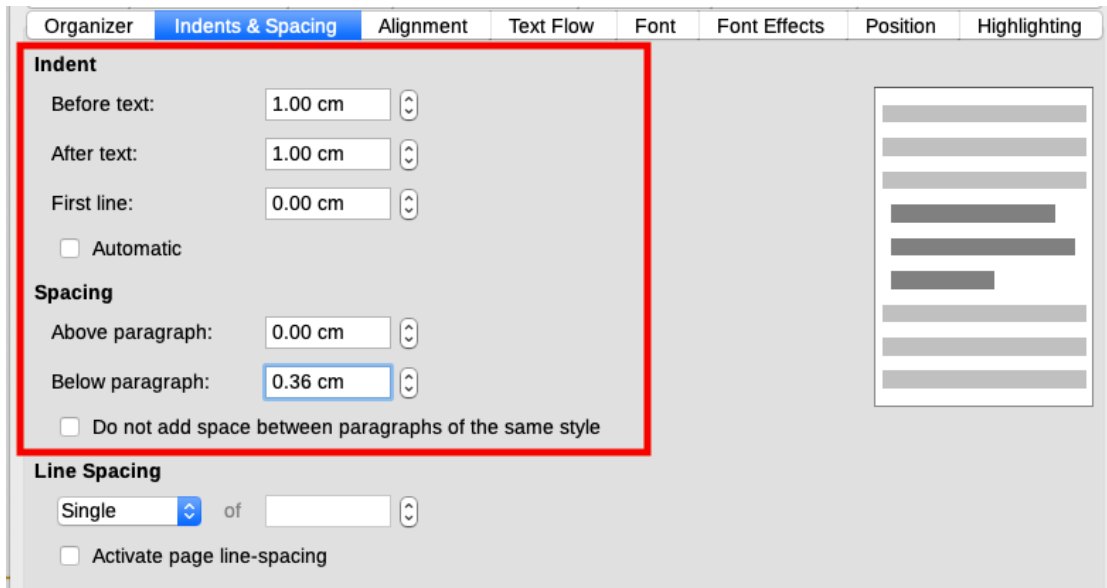 Organizer Indents & Spacing Alignment Text Flow Font Font Effects Position Highlighting
Indent
Before text: 1.00 cm
After text: 1.00 cm
First line: 0.00 cm
Automatic
Spacing
Above paragraph: 0.00 cm
Below paragraph: 0.36 cm
Do not add space between paragraphs of the same style
Line Spacing
Single of
Activate page line-spacing